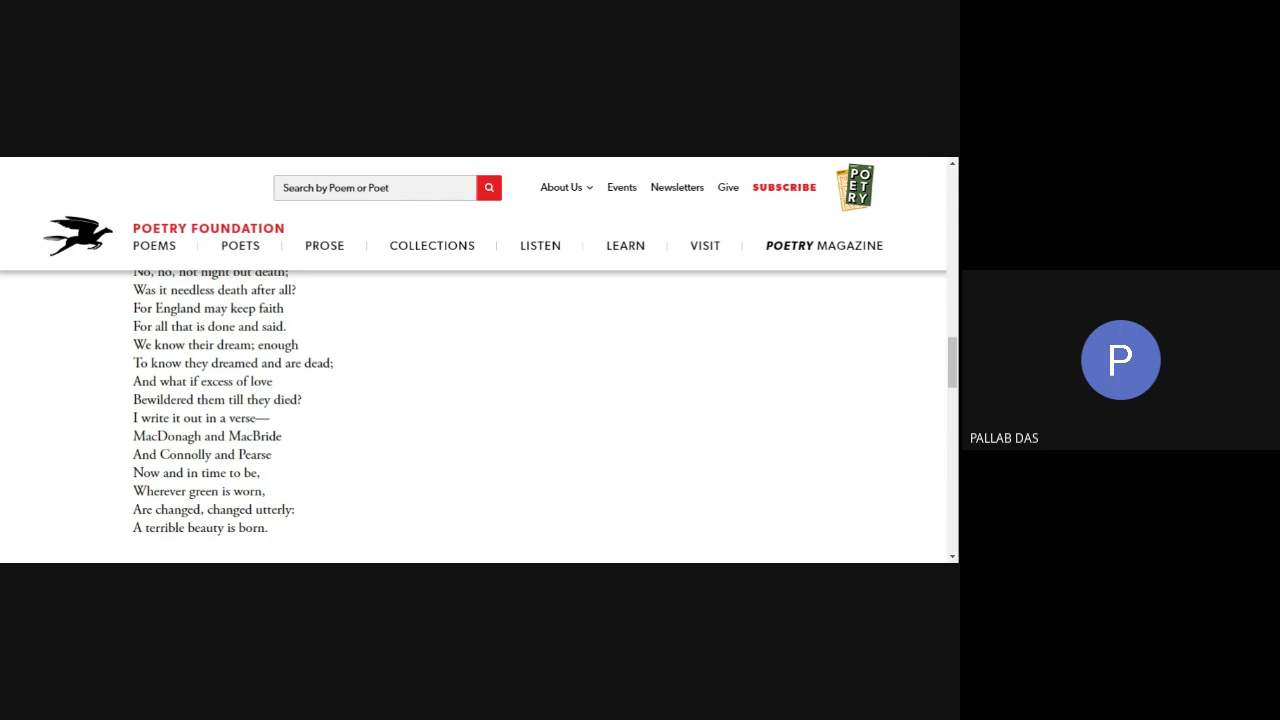 Search by Poem or Poet
About Us
Events
Newsletters
Give
SUBSCRIBE
PO
ET
RY
POETRY FOUNDATION
POEMS
POETS
PROSE
COLLECTIONS
LISTEN
LEARN
VISIT
POETRY MAGAZINE
No, no, not night but death;
Was it needless death after all?
For England may keep faith
For all that is done and said.
We know their dream; enough
To know they dreamed and are dead;
And what if excess of love
Bewildered them till they died?
I write it out in a verse—
MacDonagh and MacBride
And Connolly and Pearse
Now and in time to be,
Wherever green is worn,
Are changed, changed utterly:
A terrible beauty is born.
P
PALLAB DAS